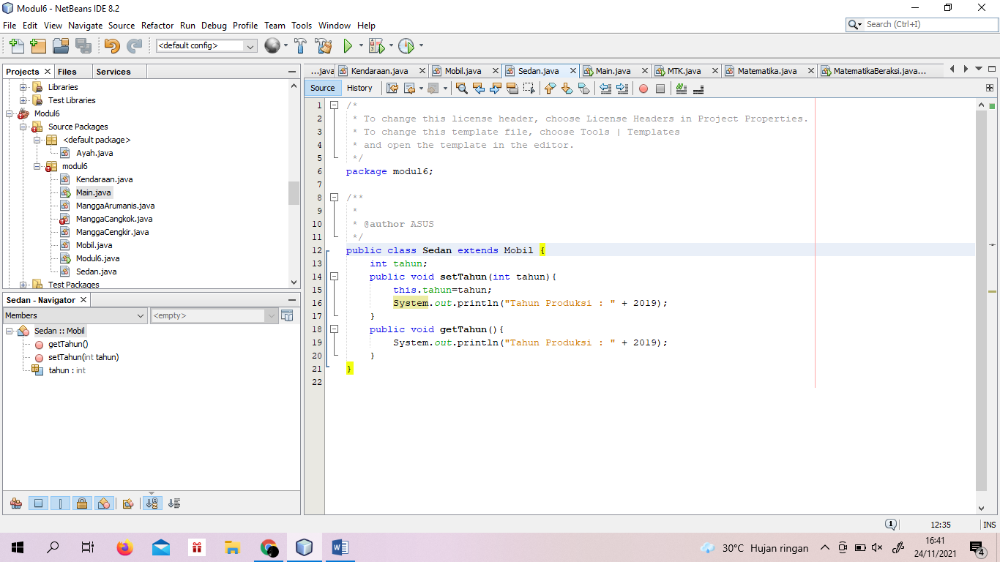 Modul6 - NetBeans IDE 8.2
File Edit View Navigate Source Refactor Run Debug Profile Team Tools Window Help
Search (Ctrl+I)
<default config>
Projects Files Services
Libraries
Test Libraries
Modul6
Source Packages
<default package>
Ayah.java
modul6
Kendaraan.java
Main.java
ManggaArumanis.java
ManggaCangkok.java
ManggaCengkir.java
Mobil.java
Modul6.java
Sedan.java
Test Packages
Sedan - Navigator
Members <empty>
Sedan :: Mobil
getTahun()
setTahun(int tahun)
tahun : int
...java Kendaraan.java Mobil.java Sedan.java Main.java MTK.java Matematika.java MatematikaBeraksi.java...
Source History
1 /*
2 * To change this license header, choose License Headers in Project Properties.
3 * To change this template file, choose Tools | Templates
4 * and open the template in the editor.
5 */
6 package modul6;
7
8 /**
9 *
10 * @author ASUS
11 */
12 public class Sedan extends Mobil {
13 int tahun;
14 public void setTahun(int tahun){
15 this.tahun=tahun;
16 System.out.println("Tahun Produksi : " + 2019);
17 }
18 public void getTahun(){
19 System.out.println("Tahun Produksi : " + 2019);
20 }
21 }
22
1 12:35 INS
30°C Hujan ringan
16:41
24/11/2021
4